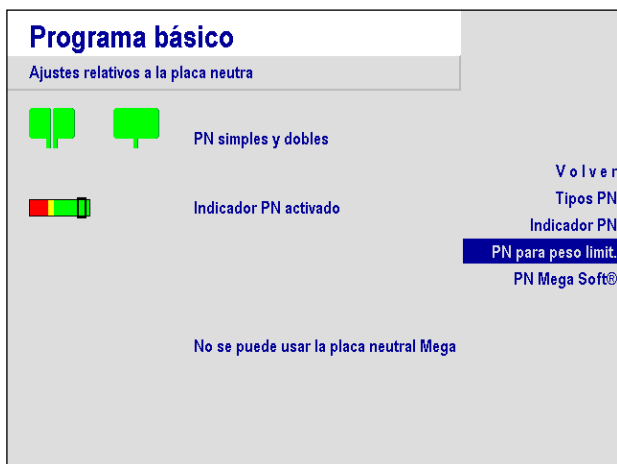 Programa básico
Ajustes relativos a la placa neutra
PN simples y dobles
Indicador PN activado
No se puede usar la placa neutral Mega
Volver
Tipos PN
Indicador PN
PN para peso limit.
PN Mega Soft®